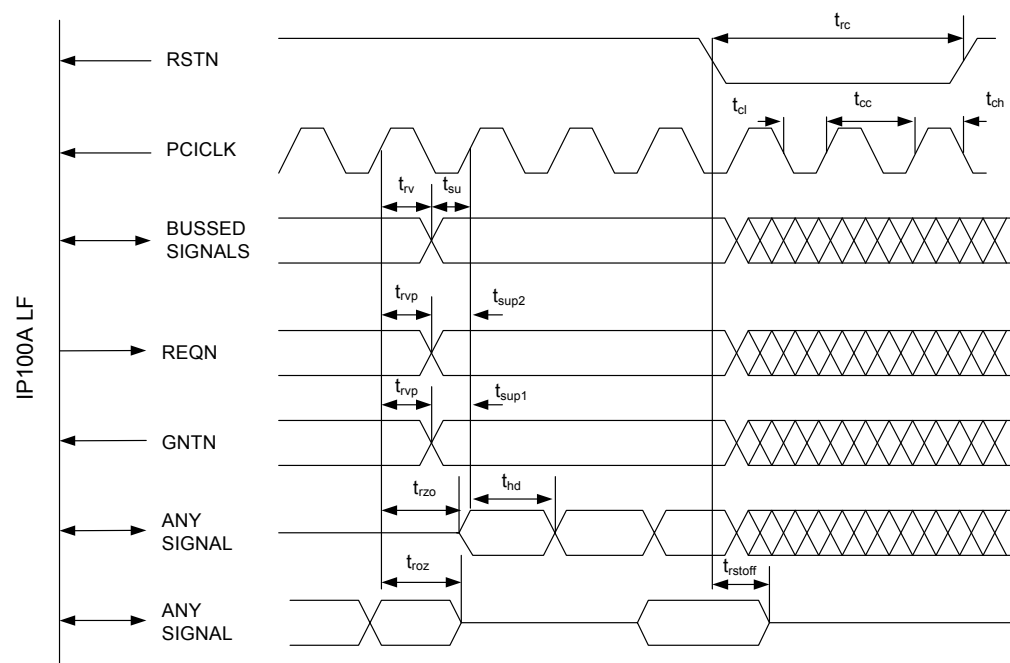 t_rc
RSTN
t_cl
t_cc
t_ch
PCICLK
t_rv
t_su
BUSSED
SIGNALS
t_rvp
t_sup2
IP100A LF
REQN
t_rvp
t_sup1
GNTN
t_rzo
t_hd
ANY
SIGNAL
t_roz
t_rstoff
ANY
SIGNAL